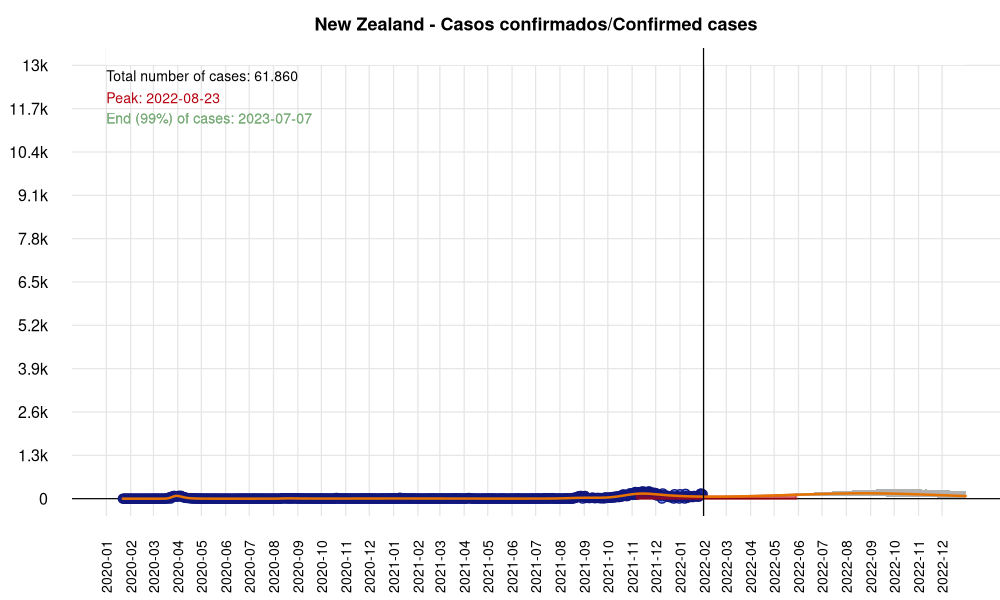 New Zealand - Casos confirmados/Confirmed cases
13k
Total number of cases: 61.860
Peak: 2022-08-23
11.7k
End (99%) of cases: 2023-07-07
10.4k
9.1k
7.8k
6.5k
5.2k
3.9k
2.6k
1.3k
0
2020-01
2020-02
2020-03
2020-04
2020-05
2020-06
2020-07
2020-08
2020-09
2020-10
2020-11
2020-12
2021-01
2021-02
2021-03
2021-04
2021-05
2021-06
2021-07
2021-08
2021-09
2021-10
2021-11
2021-12
2022-01
2022-02
2022-03
2022-04
2022-05
2022-06
2022-07
2022-08
2022-09
2022-10
2022-11
2022-12